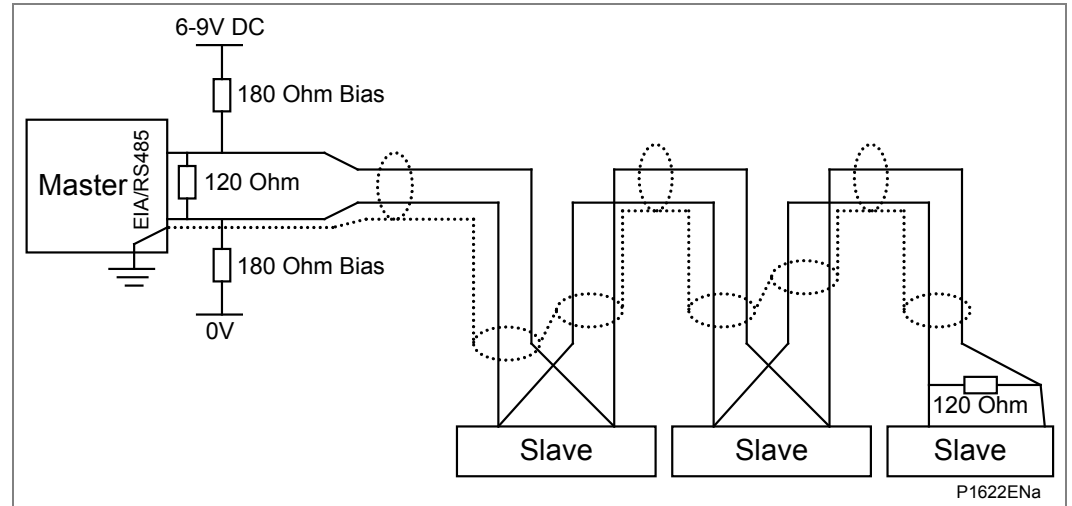 6-9V DC
180 Ohm Bias
Master
EIA/RS485
120 Ohm
180 Ohm Bias
0V
120 Ohm
Slave
Slave
Slave
P1622ENa